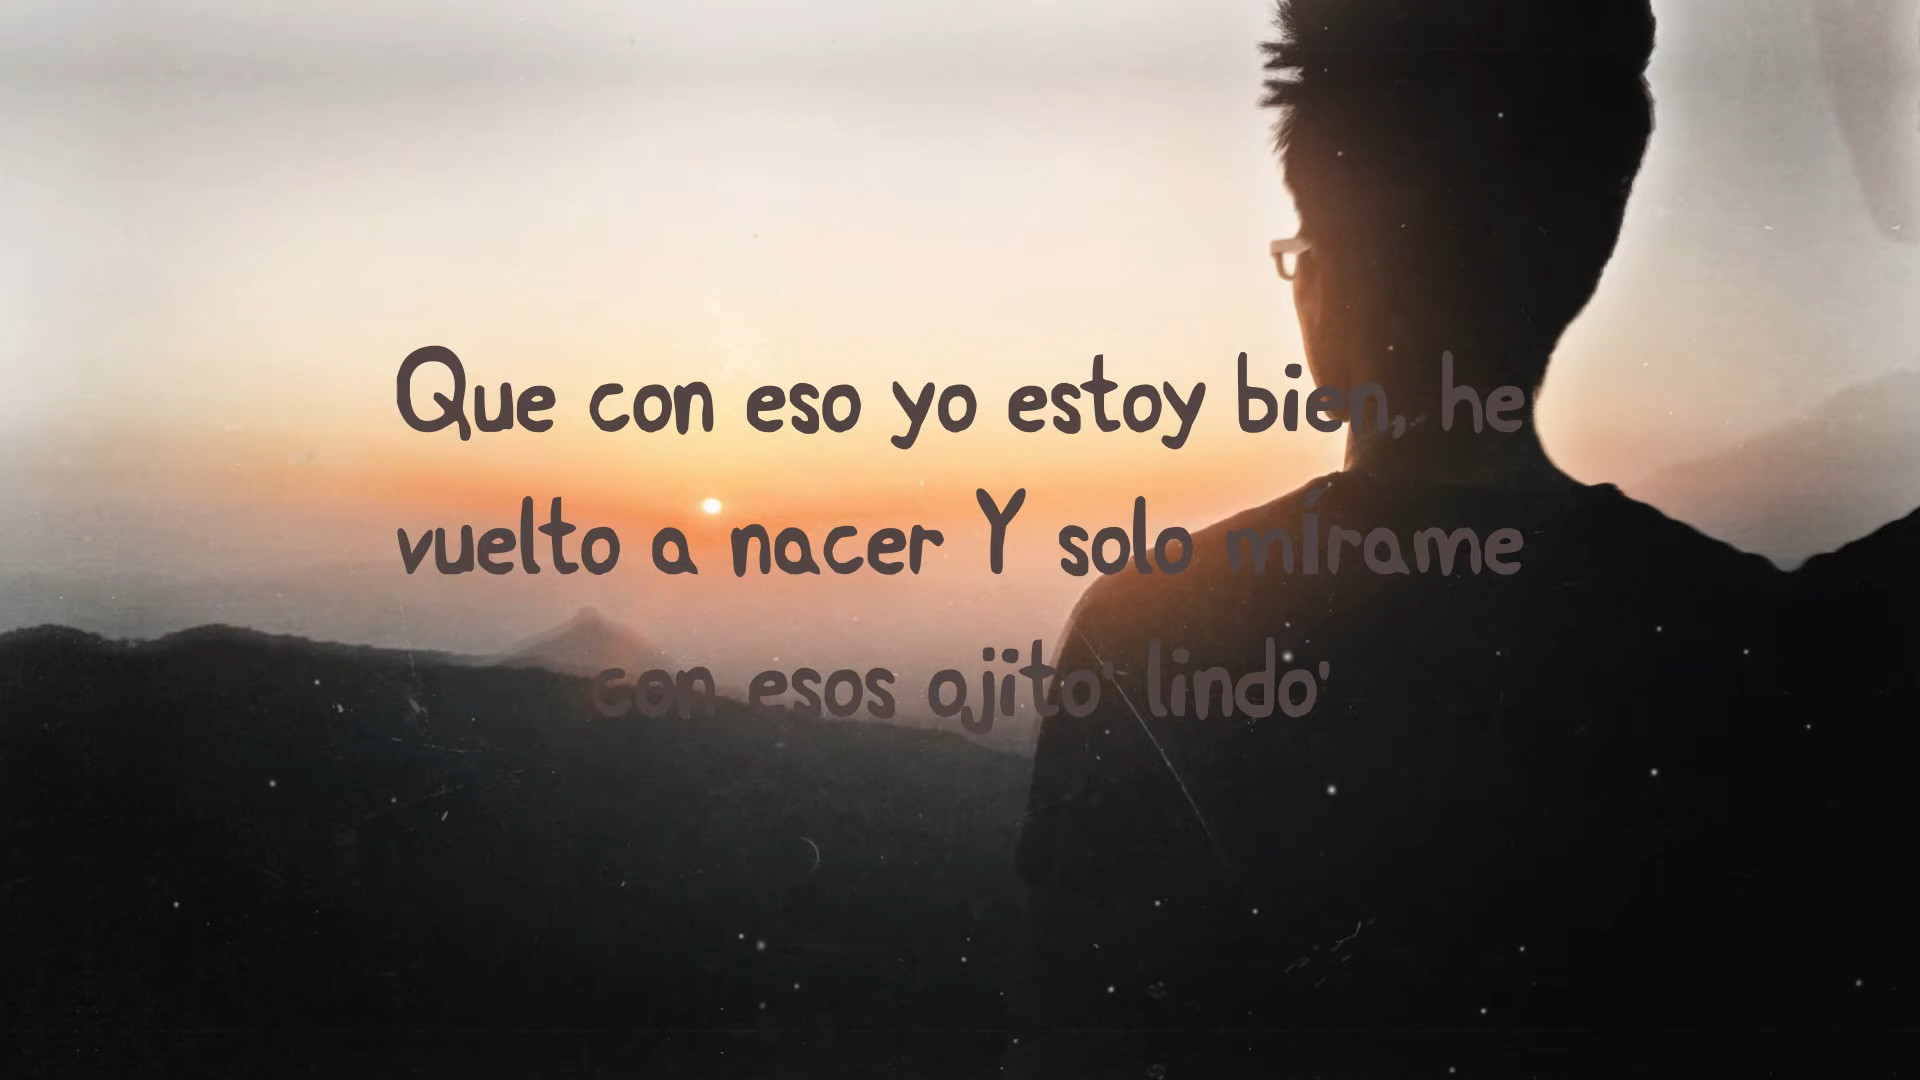 Que con eso yo estoy bien, he
vuelto a nacer Y solo mírame
con esos ojito' lindo'